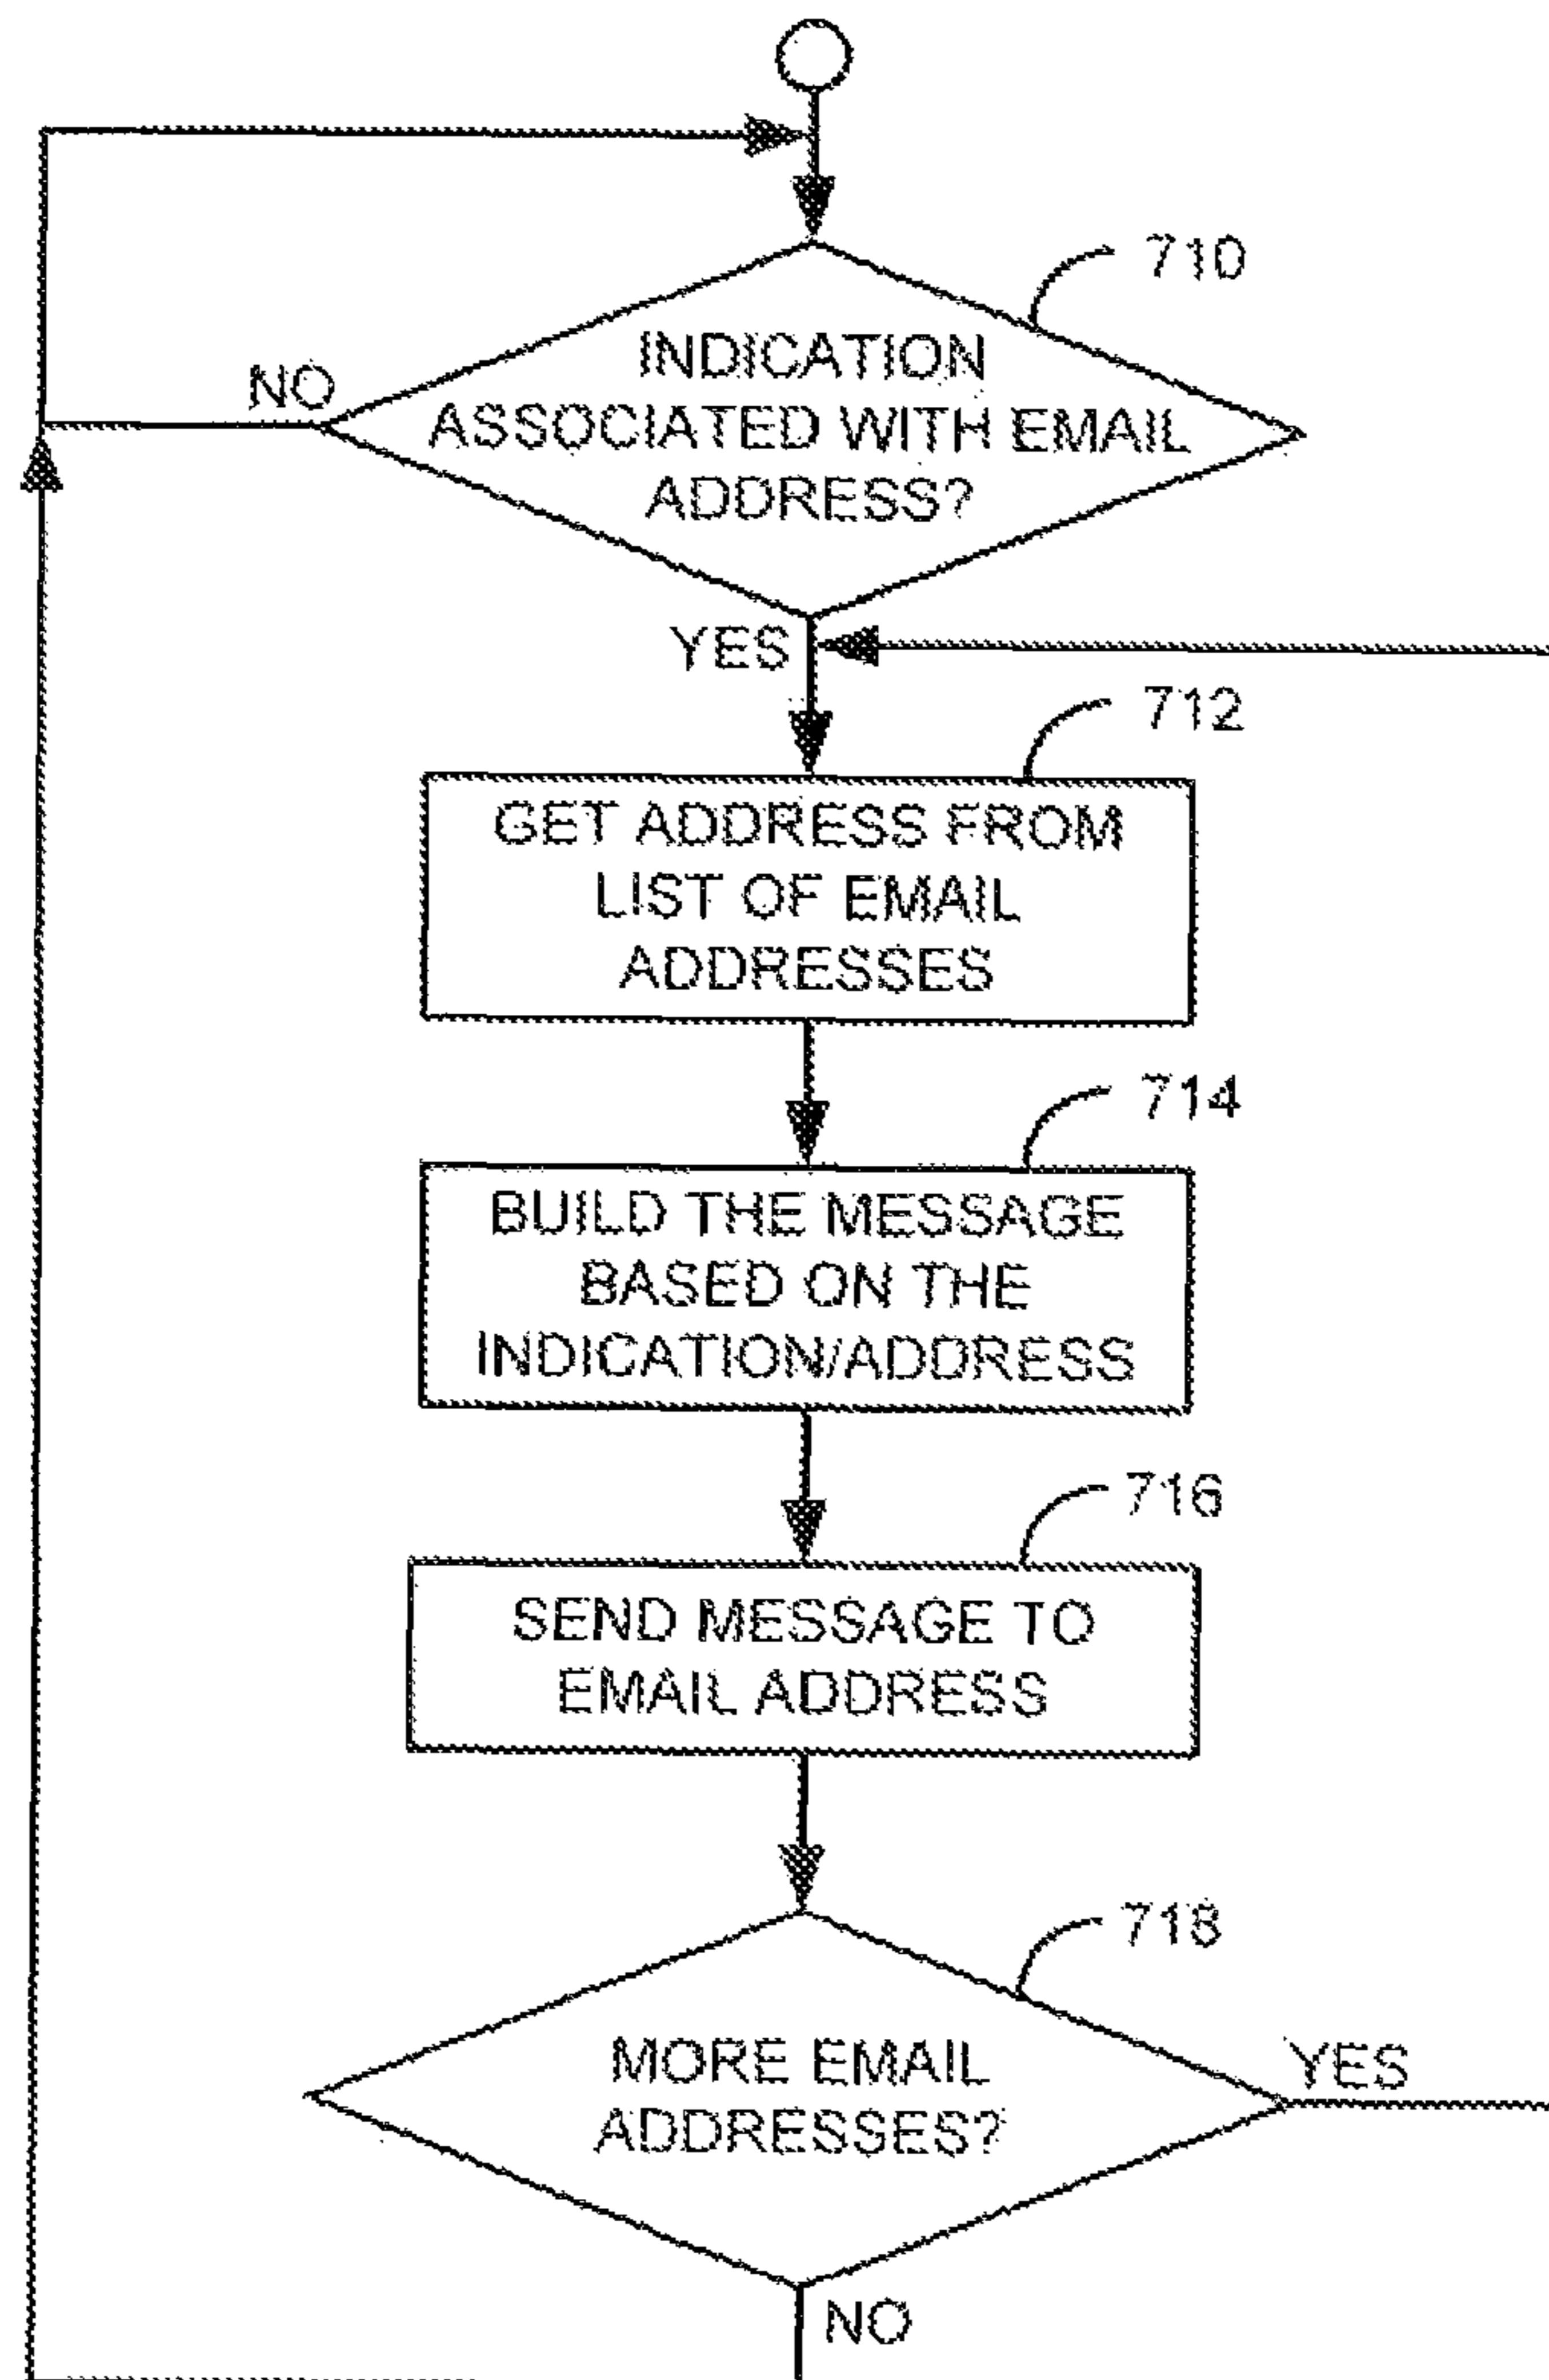 710
INDICATION
ASSOCIATED WITH EMAIL
ADDRESS?
NO
YES
712
GET ADDRESS FROM
LIST OF EMAIL
ADDRESSES
714
BUILD THE MESSAGE
BASED ON THE
INDICATION/ADDRESS
716
SEND MESSAGE TO
EMAIL ADDRESS
718
MORE EMAIL
ADDRESSES?
YES
NO